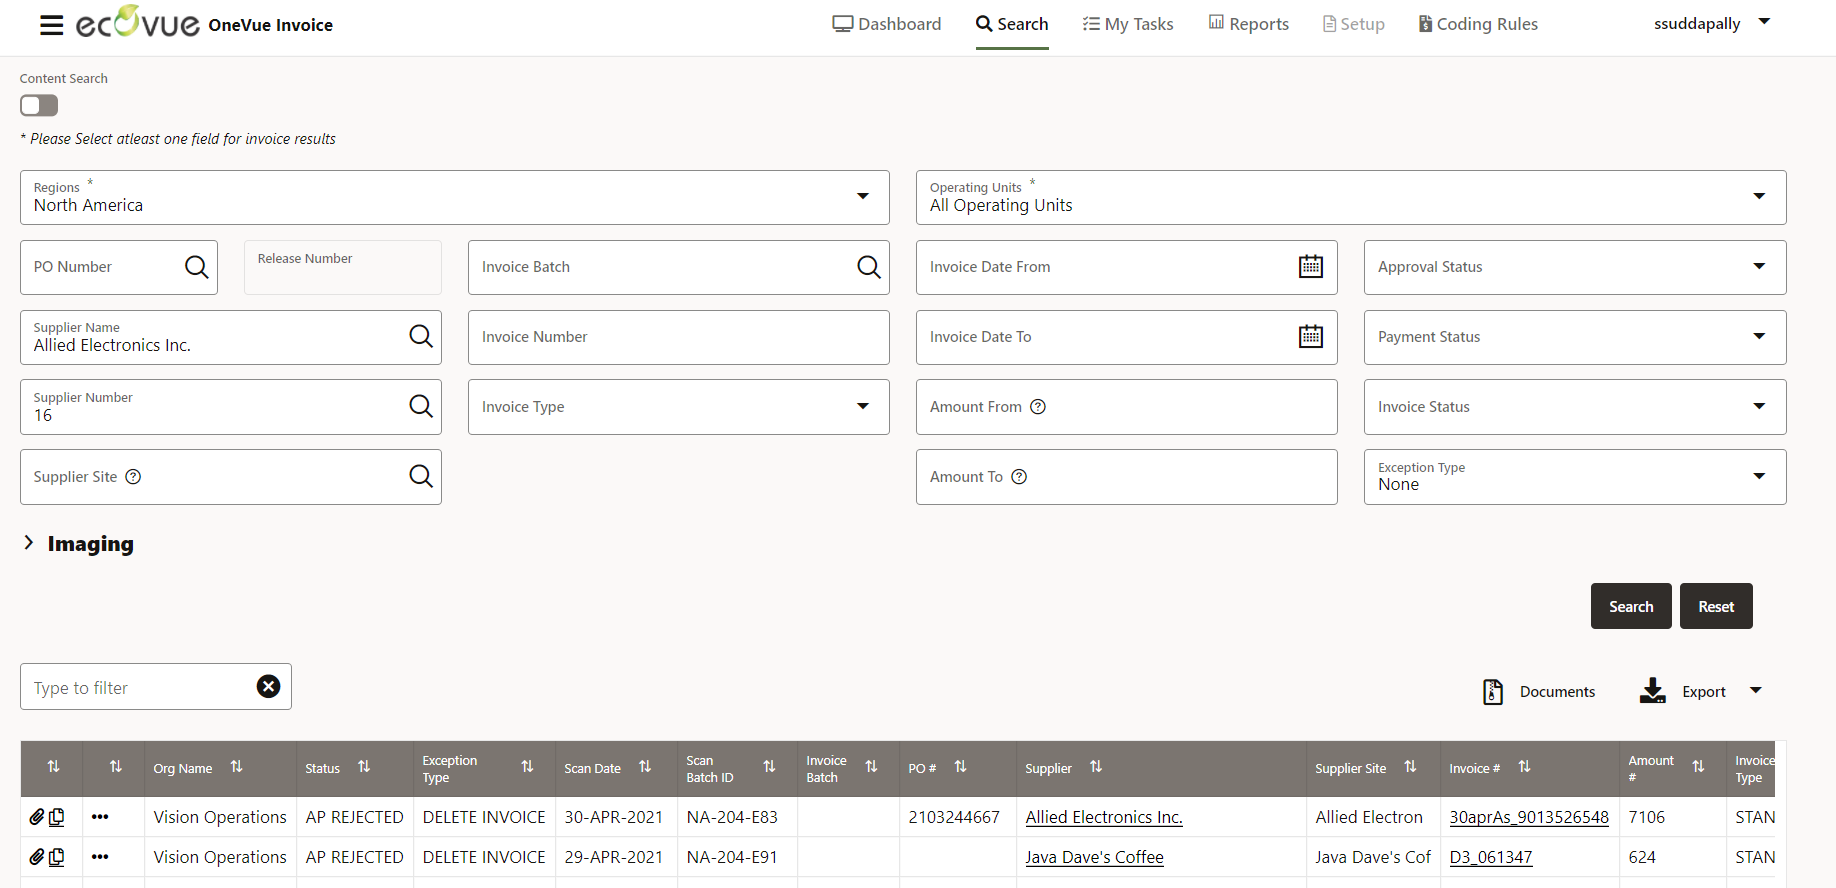 ecovue OneVue Invoice Dashboard Search My Tasks Reports Setup Coding Rules ssuddapally
Content Search
* Please Select atleast one field for invoice results
Regions * Operating Units *
North America All Operating Units
PO Number Release Number Invoice Batch Invoice Date From Approval Status
Supplier Name
Allied Electronics Inc. Invoice Number Invoice Date To Payment Status
Supplier Number
16 Invoice Type Amount From ? Invoice Status
Supplier Site ? Amount To ? Exception Type
None
Imaging
Search Reset
Type to filter Documents Export
Org Name Status Exception Type Scan Date Scan Batch ID Invoice Batch PO # Supplier Supplier Site Invoice # Amount # Invoice Type
Vision Operations AP REJECTED DELETE INVOICE 30-APR-2021 NA-204-E83 2103244667 Allied Electronics Inc. Allied Electron 30aprAs_9013526548 7106 STAN
Vision Operations AP REJECTED DELETE INVOICE 29-APR-2021 NA-204-E91 Java Dave's Coffee Java Dave's Cof D3_061347 624 STAN